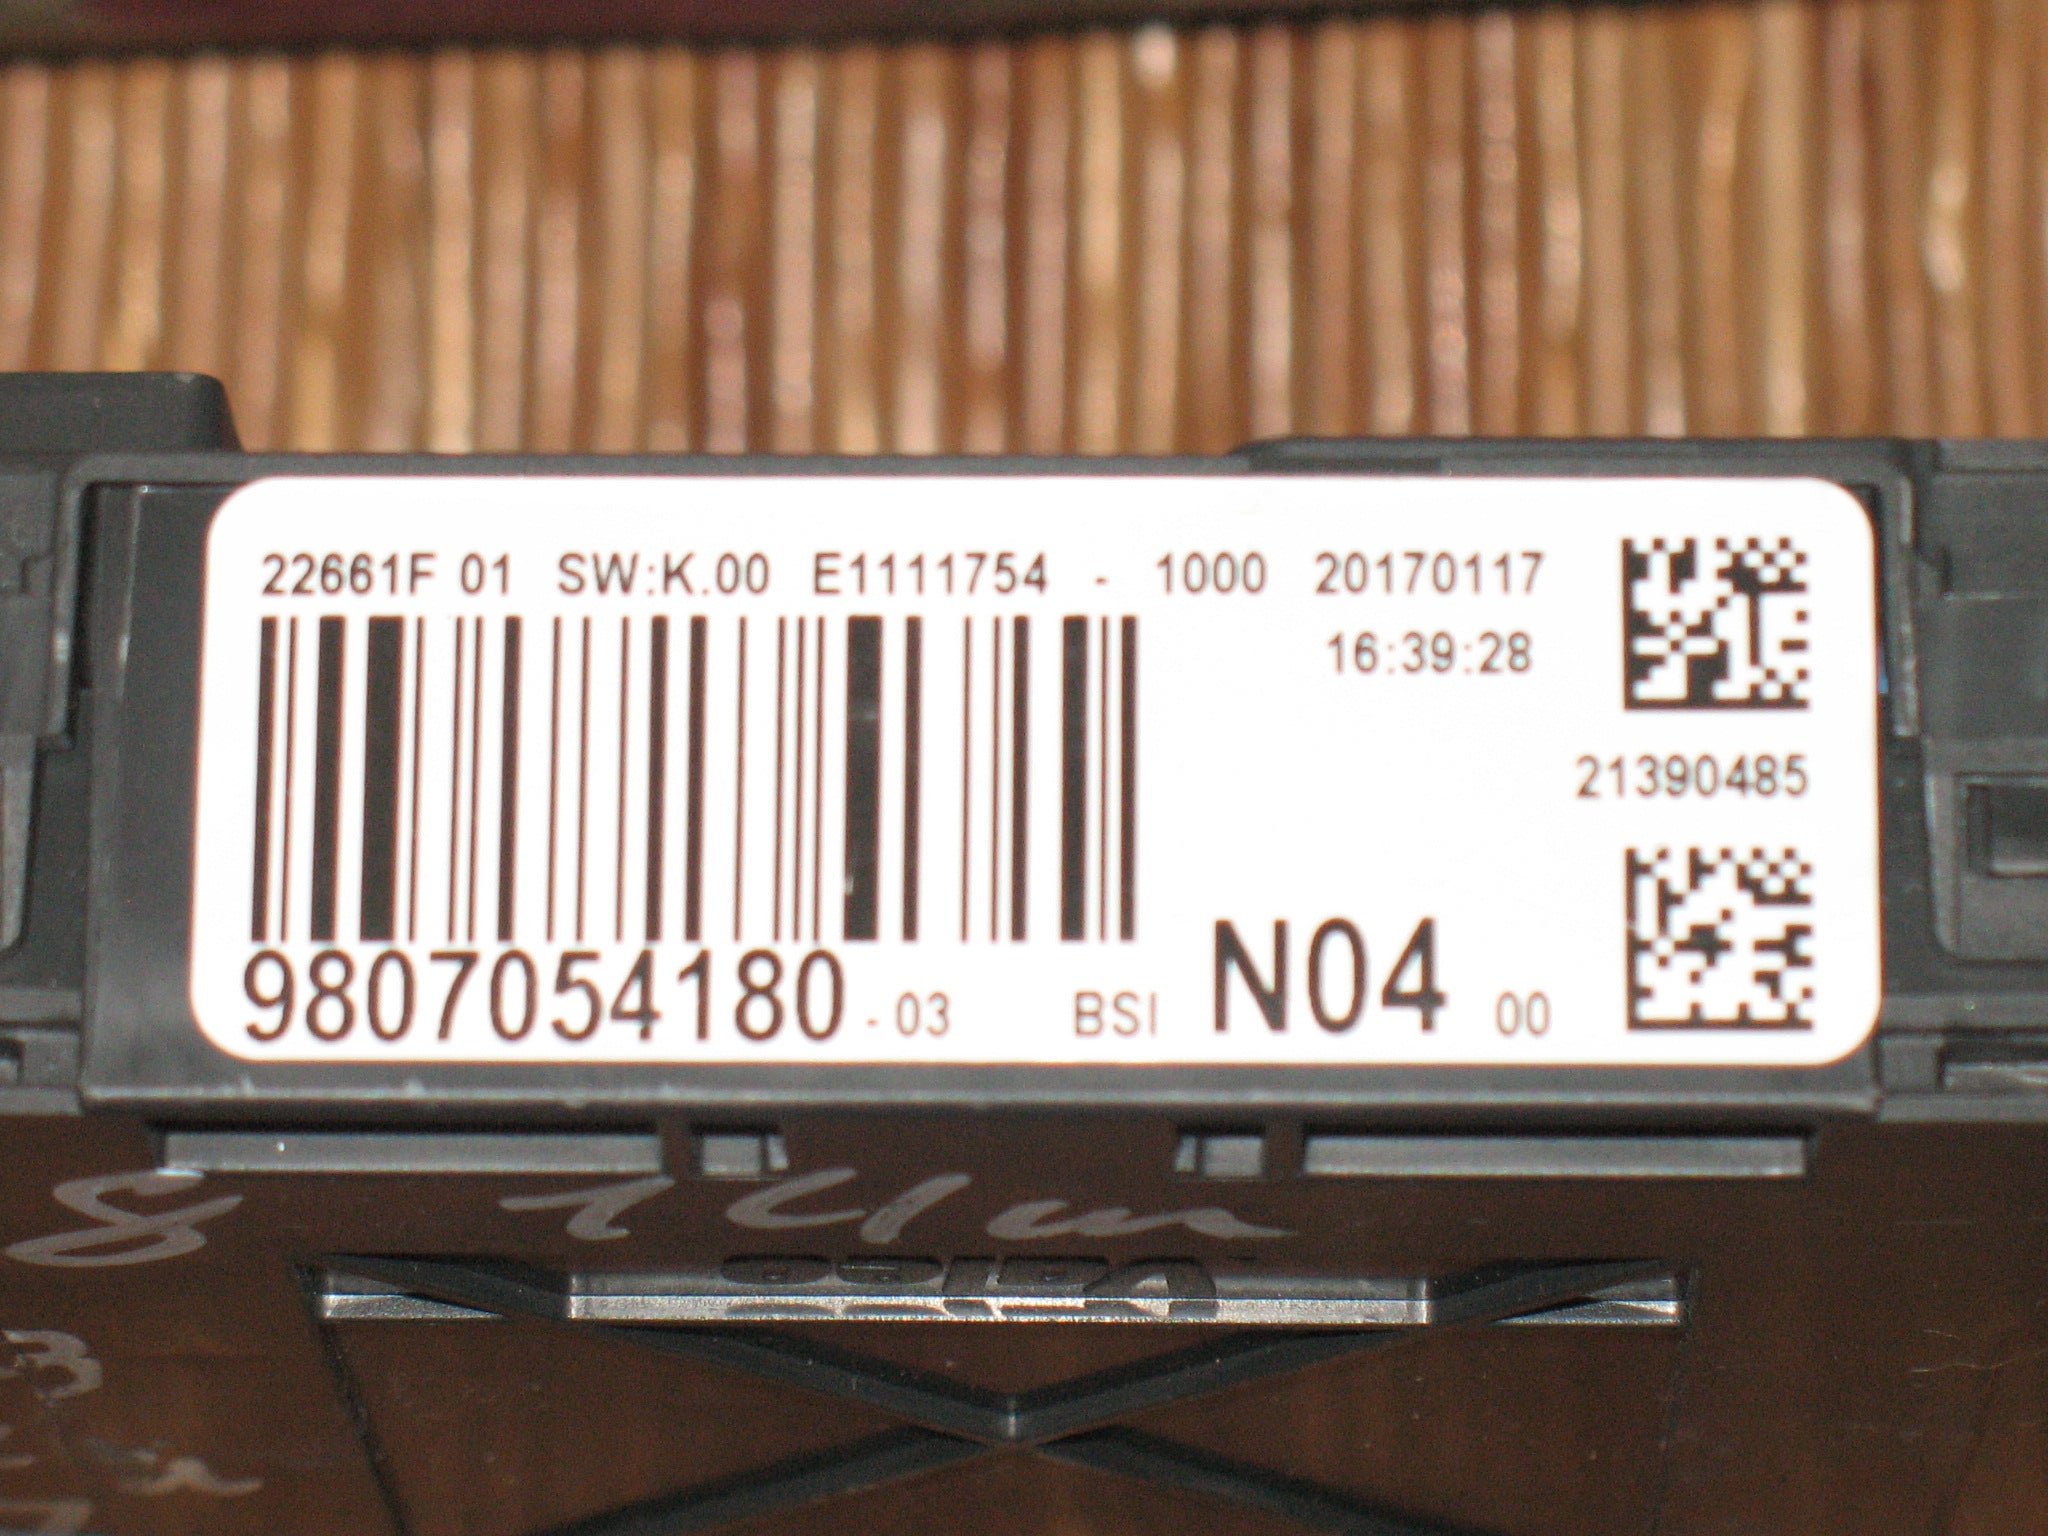 22661F 01 SW:K.00 E1111754 - 1000 20170117
16:39:28
21390485
9807054180 - 03 BSI N04 00